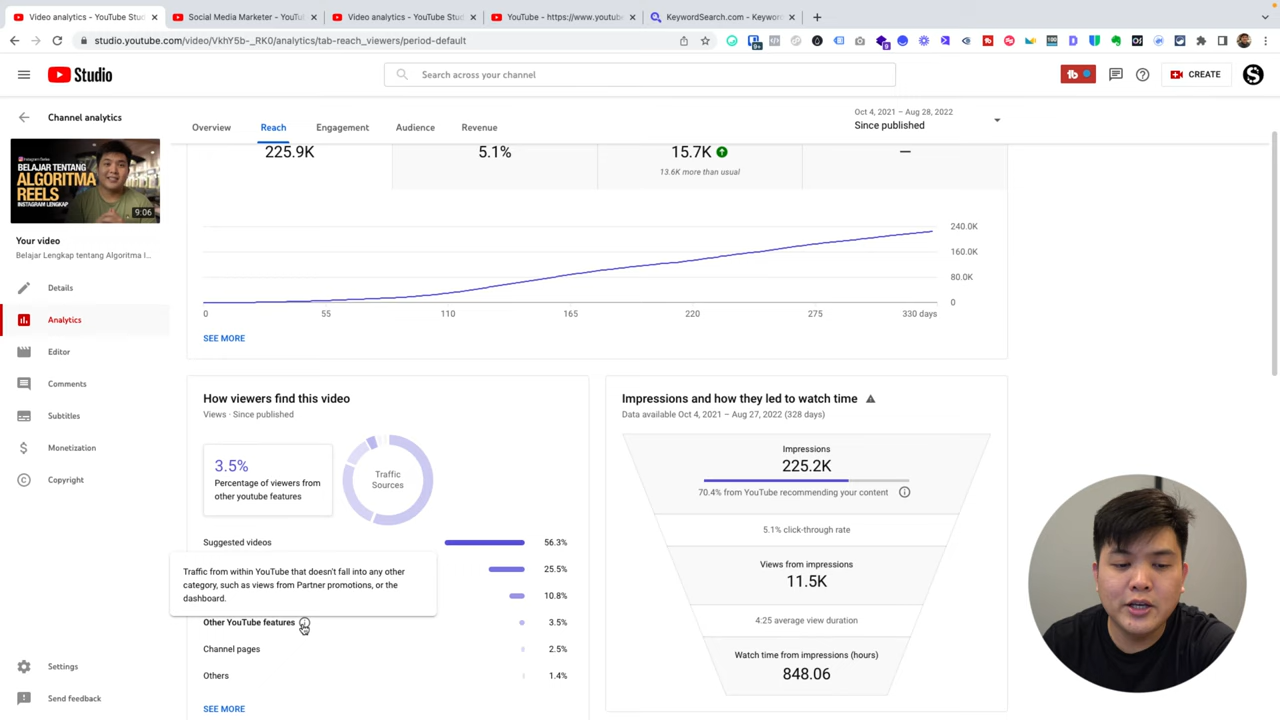 Video analytics - YouTube Stu
Social Media Marketer - YouTu
Video analytics - YouTube Stud
YouTube - https://www.youtub
KeywordSearch.com - Keywo
studio.youtube.com/video/VkhY5b-_RK0/analytics/tab-reach_viewers/period-default
Studio
Search across your channel
CREATE
Channel analytics
Overview
Reach
Engagement
Audience
Revenue
Oct 4, 2021 – Aug 28, 2022
Since published
BELAJAR TENTANG
ALGORITMA
REELS
INSTAGRAM LENGKAP
9:06
Your video
Belajar Lengkap tentang Algoritma I...
Details
Analytics
Editor
Comments
Subtitles
Monetization
Copyright
Settings
Send feedback
225.9K
5.1%
15.7K
—
13.6K more than usual
240.0K
160.0K
80.0K
0
0
55
110
165
220
275
330 days
SEE MORE
How viewers find this video
Views · Since published
3.5%
Percentage of viewers from
other youtube features
Traffic
Sources
Suggested videos
56.3%
25.5%
10.8%
Traffic from within YouTube that doesn't fall into any other
category, such as views from Partner promotions, or the
dashboard.
Other YouTube features
3.5%
Channel pages
2.5%
Others
1.4%
SEE MORE
Impressions and how they led to watch time
Data available Oct 4, 2021 – Aug 27, 2022 (328 days)
Impressions
225.2K
70.4% from YouTube recommending your content
5.1% click-through rate
Views from impressions
11.5K
4:25 average view duration
Watch time from impressions (hours)
848.06